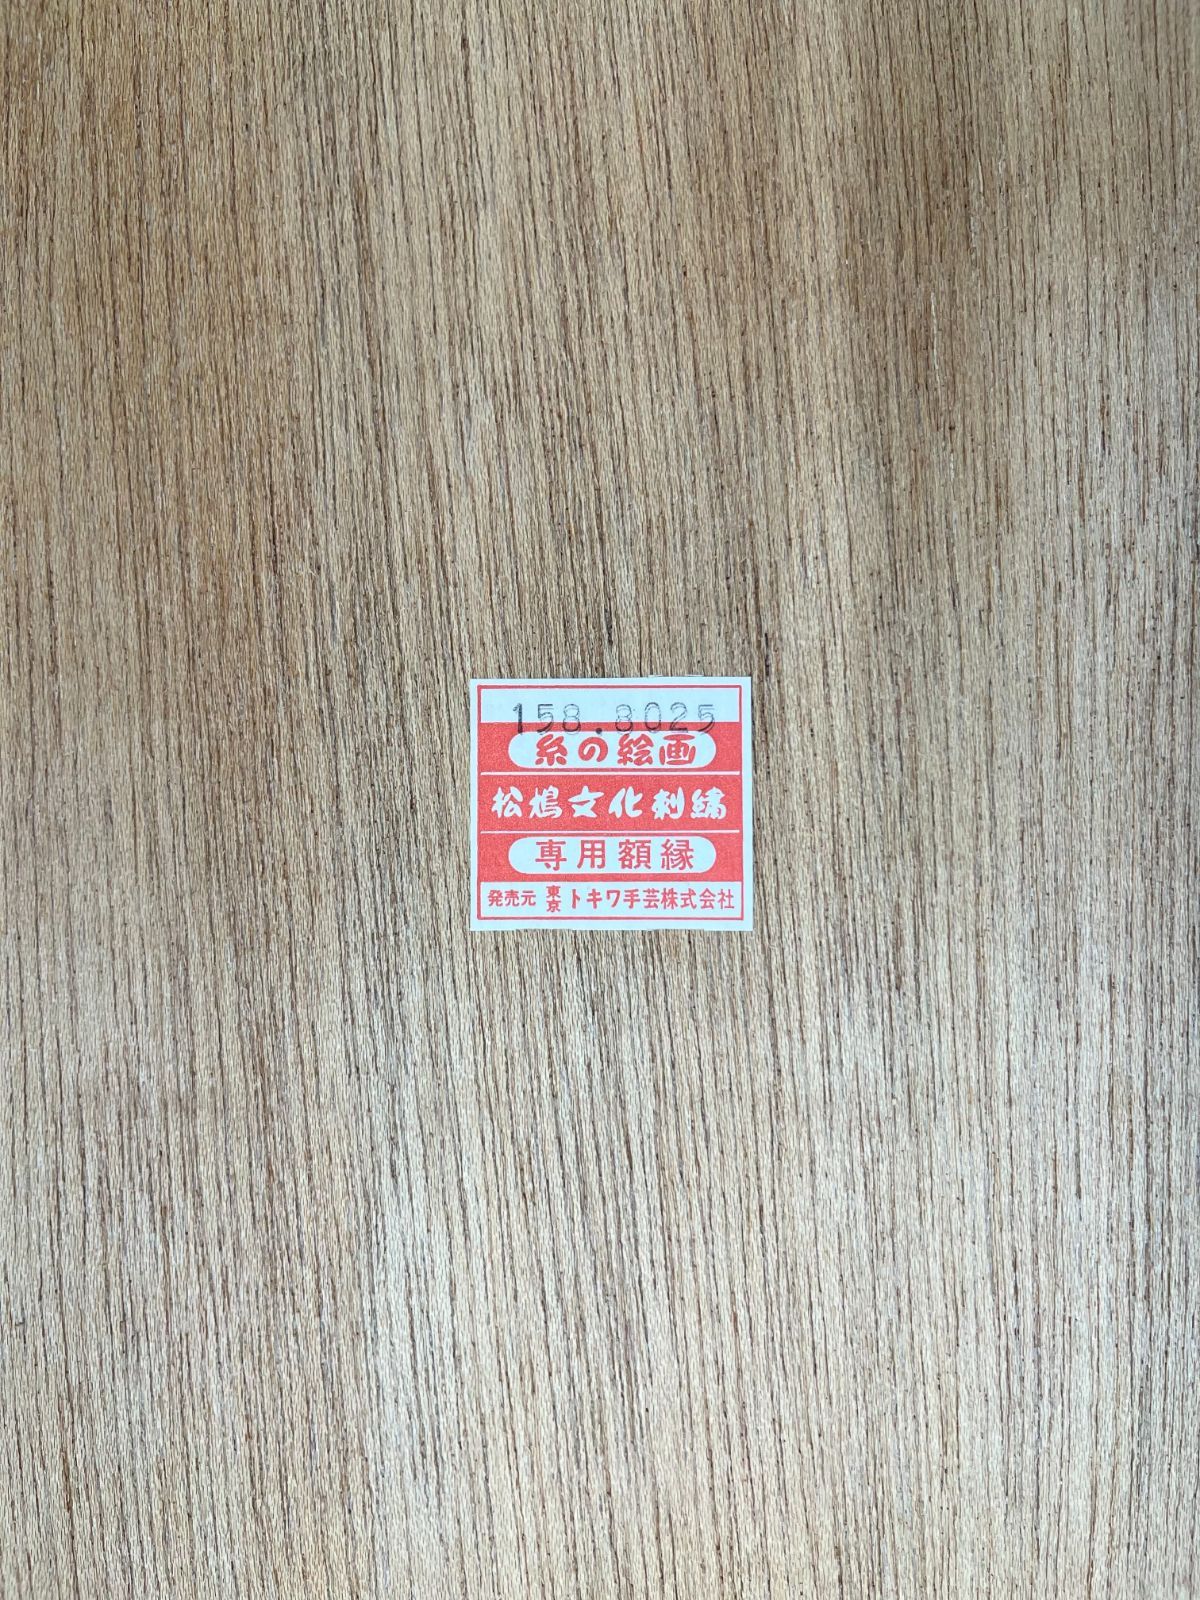 158.8025
糸の絵画
松鳩文化刺繍
専用額縁
発売元 東京 トキワ手芸株式会社